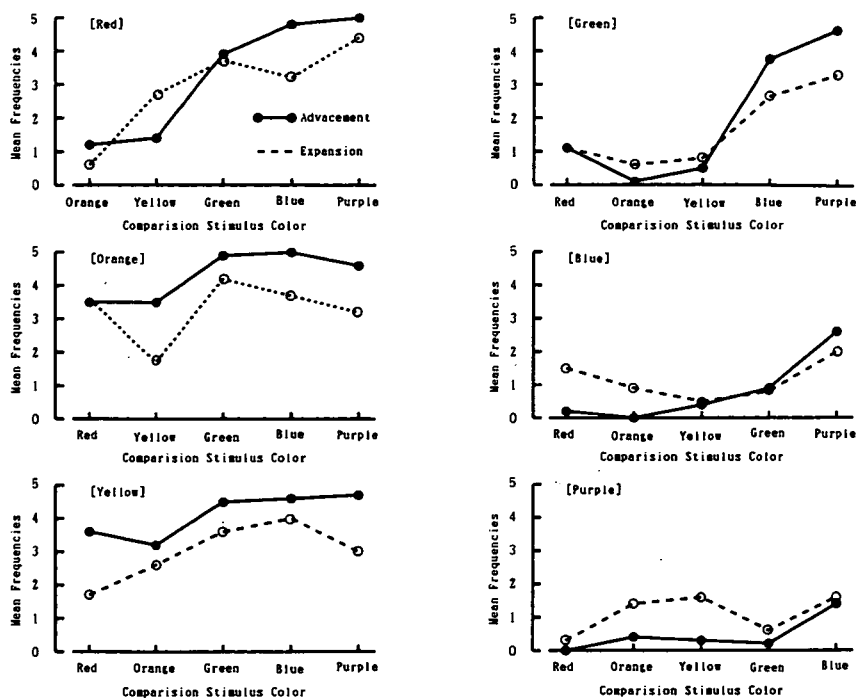 [Red]
5
4
3
2
1
0
Mean Frequencies
Advacement
Expansion
Orange Yellow Green Blue Purple
Comparision Stimulus Color
[Green]
5
4
3
2
1
0
Mean Frequencies
Red Orange Yellow Blue Purple
Comparision Stimulus Color
[Orange]
5
4
3
2
1
0
Mean Frequencies
Red Yellow Green Blue Purple
Comparision Stimulus Color
[Blue]
5
4
3
2
1
0
Mean Frequencies
Red Orange Yellow Green Purple
Comparision Stimulus Color
[Yellow]
5
4
3
2
1
0
Mean Frequencies
Red Orange Green Blue Purple
Comparision Stimulus Color
[Purple]
5
4
3
2
1
0
Mean Frequencies
Red Orange Yellow Green Blue
Comparision Stimulus Color